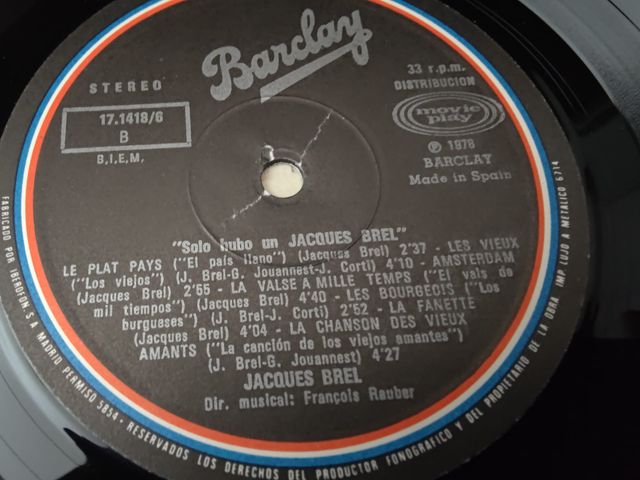 Barclay
STEREO
17.1418/6
B
B.I.E.M.
33 r.p.m.
DISTRIBUCION
movie
play
℗ 1978
BARCLAY
Made in Spain
"Solo hubo un JACQUES BREL"
LE PLAT PAYS ("El país llano") (Jacques Brel) 2'37 - LES VIEUX
("Los viejos") (J. Brel-G. Jouannest-J. Corti) 4'10 - AMSTERDAM
(Jacques Brel) 2'55 - LA VALSE A MILLE TEMPS ("El vals de
mil tiempos") (Jacques Brel) 4'40 - LES BOURGEOIS ("Los
burgueses") (J. Brel-J. Corti) 2'52 - LA FANETTE
(Jacques Brel) 4'04 - LA CHANSON DES VIEUX
AMANTS ("La canción de los viejos amantes")
(J. Brel-G. Jouannest) 4'27
JACQUES BREL
Dir. musical: François Rauber
FABRICADO POR IBEROFON, S.A. MADRID PERMISO 5854 - RESERVADOS LOS DERECHOS DEL PRODUCTOR FONOGRAFICO Y DEL PROPIETARIO DE LA OBRA IMP. LUJO A METALICO 6714